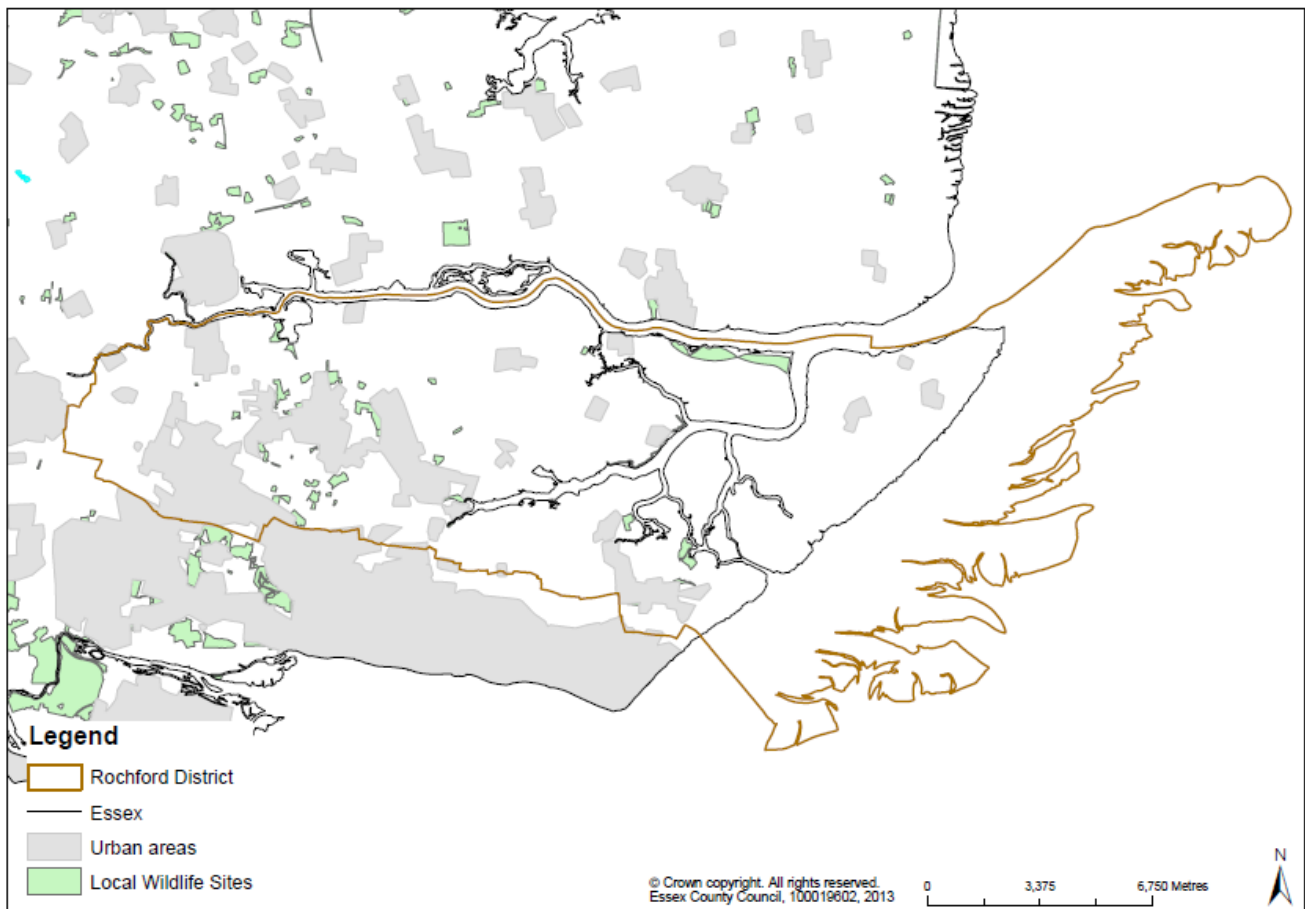 Legend
Rochford District
Essex
Urban areas
Local Wildlife Sites
© Crown copyright. All rights reserved.
Essex County Council, 100019602, 2013
0 3,375 6,750 Metres
N